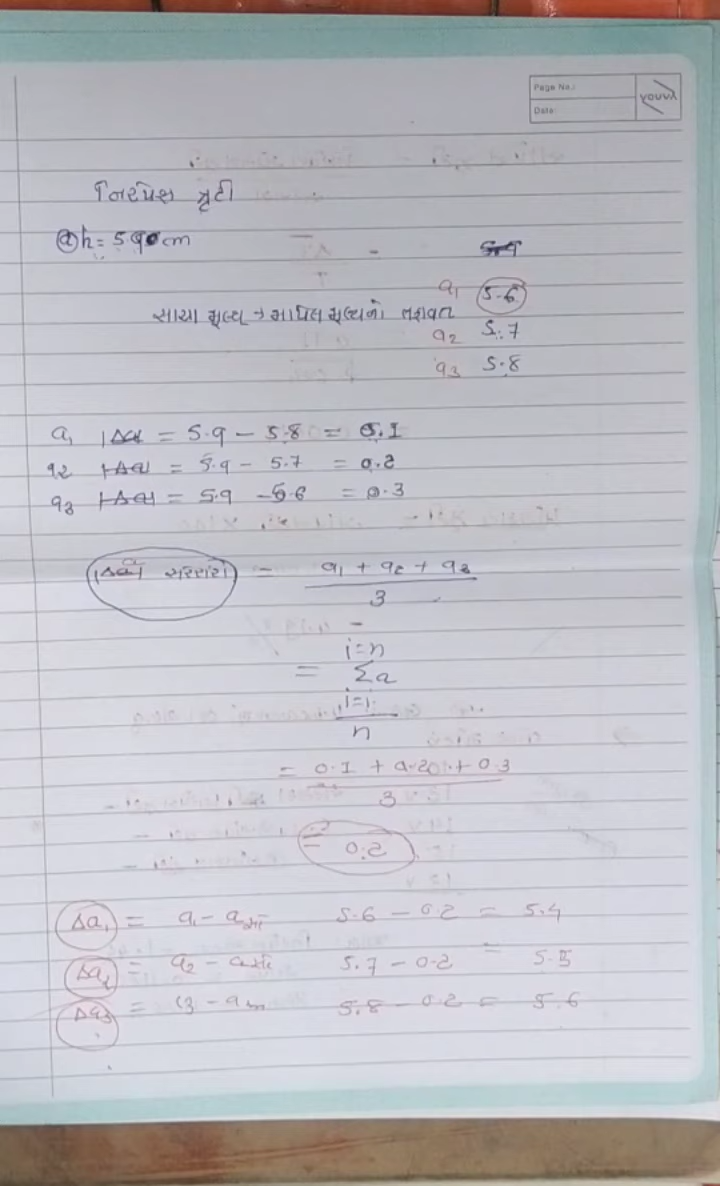 Page No.:
Date:
youva
નિરપેક્ષ ત્રુટી
h = 590 cm
a1 5.6
સાચા મૂલ્ય → માપેલ મૂલ્યનો તફાવત
a2 5.7
a3 5.8
a1 |Δa| = 5.9 - 5.8 = 0.1
a2 |Δa| = 5.9 - 5.7 = 0.2
a3 |Δa| = 5.9 - 5.6 = 0.3
= a1 + a2 + a3
3
i=n
= Σa
i=1
n
= 0.1 + 0.20 + 0.3
3
= 0.2
Δa1 = a1 - a 5.6 - 0.2 = 5.4
Δa2 = a2 - a 5.7 - 0.2 = 5.5
Δa3 = 3 - a 5.8 - 0.2 = 5.6